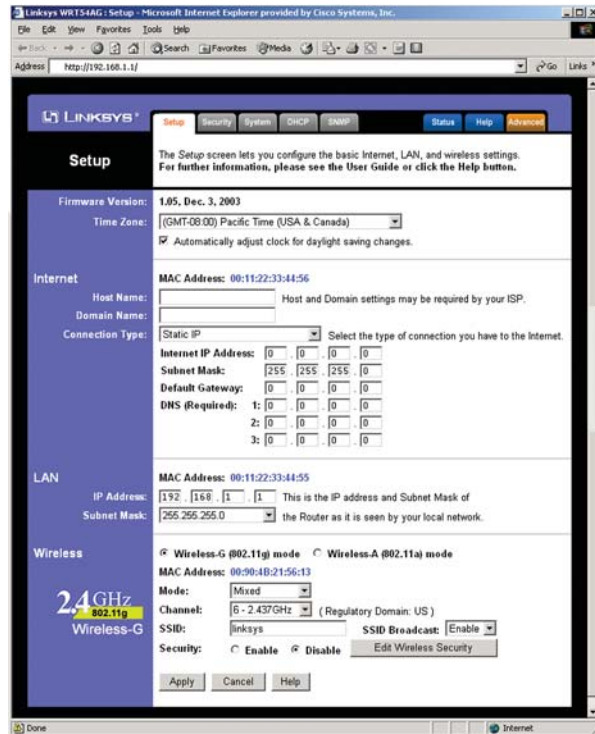 Linksys WRT54AG : Setup - Microsoft Internet Explorer provided by Cisco Systems, Inc.
File Edit View Favorites Tools Help
Back Search Favorites Media
Address http://192.168.1.1/ Go Links »
LINKSYS® Setup Security System DHCP SNMP Status Help Advanced
Setup
The Setup screen lets you configure the basic Internet, LAN, and wireless settings.
For further information, please see the User Guide or click the Help button.
Firmware Version: 1.05, Dec. 3, 2003
Time Zone: (GMT-08:00) Pacific Time (USA & Canada)
Automatically adjust clock for daylight saving changes.
Internet MAC Address: 00:11:22:33:44:56
Host Name: Host and Domain settings may be required by your ISP.
Domain Name:
Connection Type: Static IP Select the type of connection you have to the Internet.
Internet IP Address: 0 . 0 . 0 . 0
Subnet Mask: 255 . 255 . 255 . 0
Default Gateway: 0 . 0 . 0 . 0
DNS (Required): 1: 0 . 0 . 0 . 0
2: 0 . 0 . 0 . 0
3: 0 . 0 . 0 . 0
LAN MAC Address: 00:11:22:33:44:55
IP Address: 192 . 168 . 1 . 1 This is the IP address and Subnet Mask of
Subnet Mask: 255.255.255.0 the Router as it is seen by your local network.
Wireless Wireless-G (802.11g) mode Wireless-A (802.11a) mode
MAC Address: 00:90:4B:21:56:13
Mode: Mixed
2.4 GHz 802.11g Wireless-G
Channel: 6 - 2.437GHz ( Regulatory Domain: US )
SSID: linksys SSID Broadcast: Enable
Security: Enable Disable Edit Wireless Security
Apply Cancel Help
Done Internet